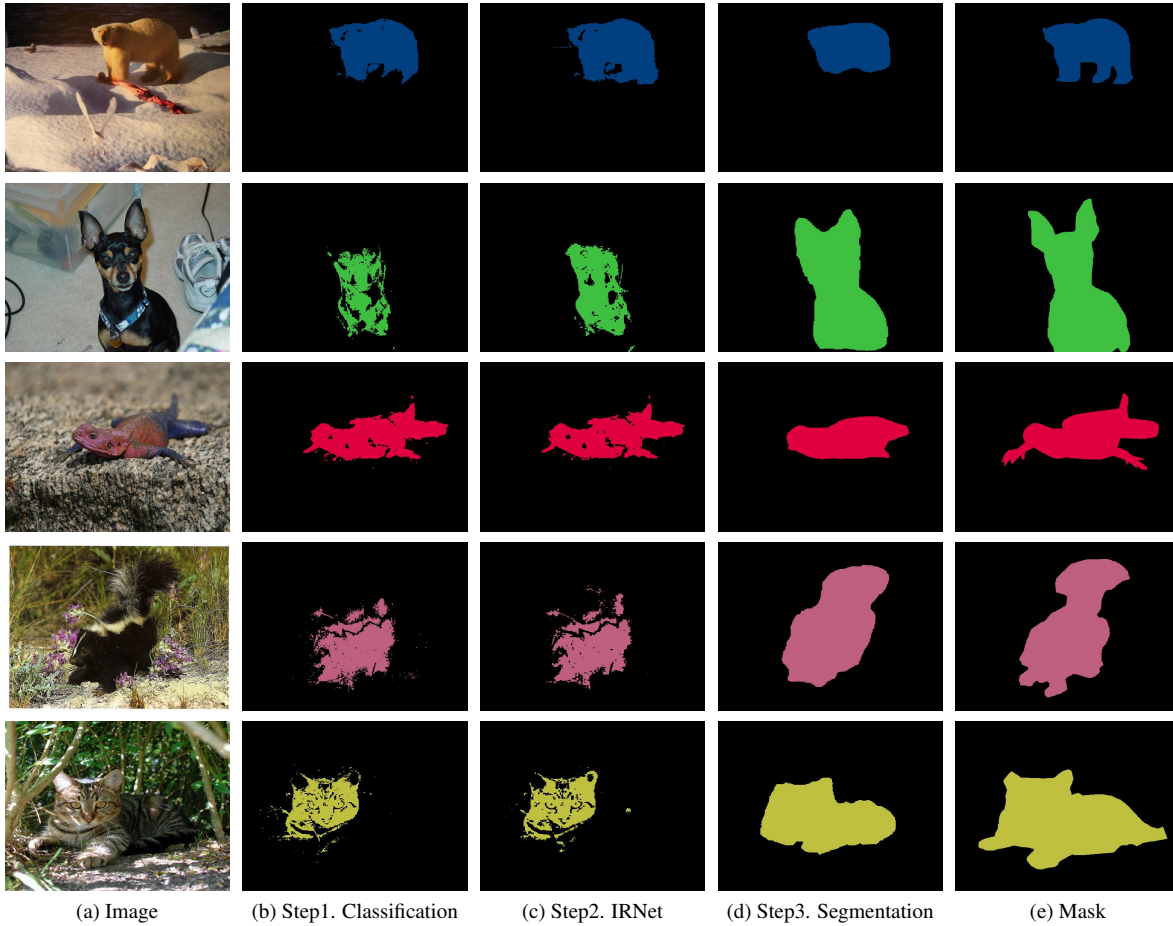 (a) Image (b) Step1. Classification (c) Step2. IRNet (d) Step3. Segmentation (e) Mask